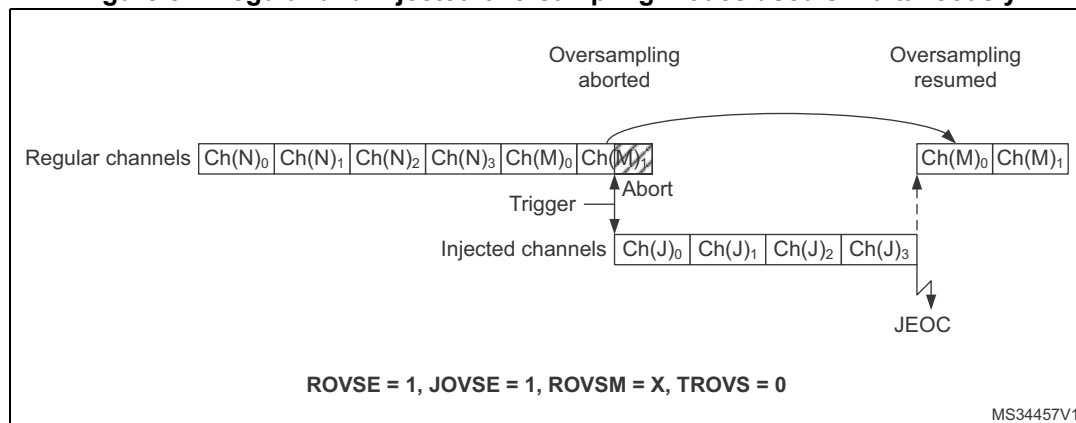 Oversampling
aborted
Oversampling
resumed
Regular channels Ch(N)₀ Ch(N)₁ Ch(N)₂ Ch(N)₃ Ch(M)₀ Ch(M)₁ Ch(M)₀ Ch(M)₁
Abort
Trigger
Injected channels Ch(J)₀ Ch(J)₁ Ch(J)₂ Ch(J)₃
JEOC
ROVSE = 1, JOVSE = 1, ROVSM = X, TROVS = 0
MS34457V1